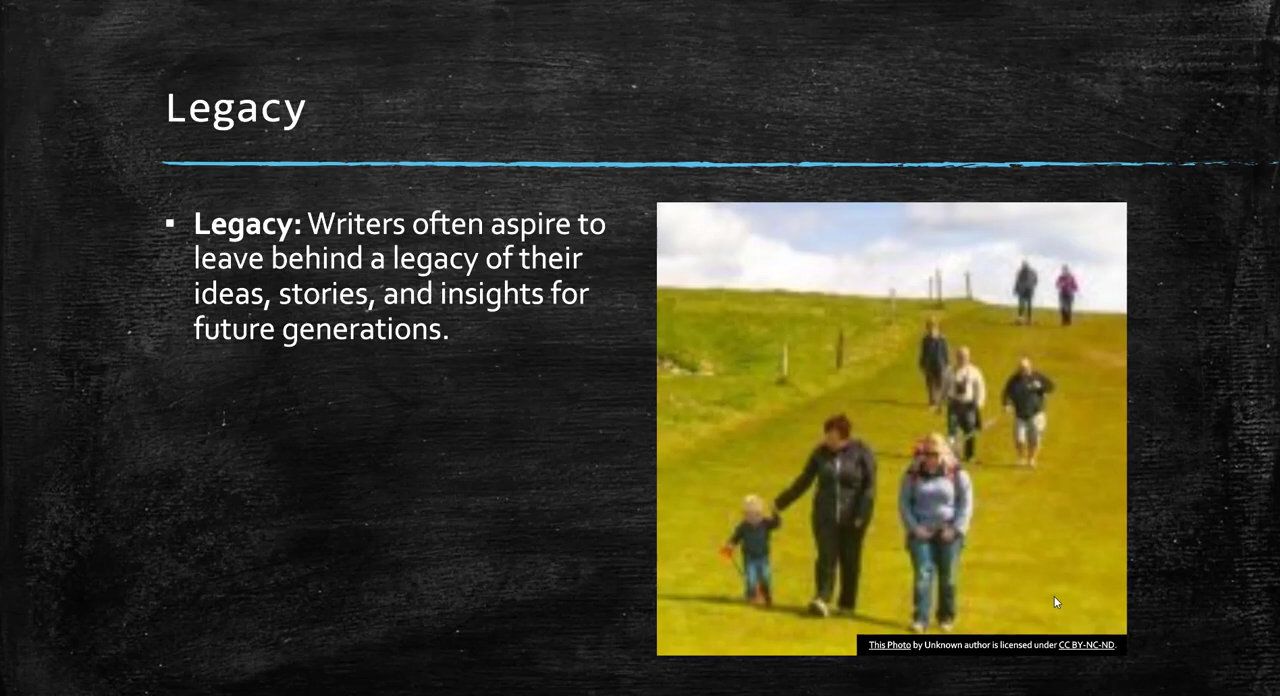 Legacy
▪ Legacy: Writers often aspire to
leave behind a legacy of their
ideas, stories, and insights for
future generations.
This Photo by Unknown author is licensed under CC BY-NC-ND.